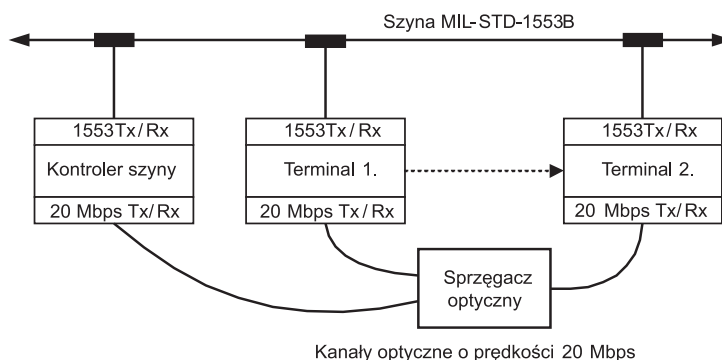 Szyna MIL-STD-1553B
1553Tx/Rx
Kontroler szyny
20 Mbps Tx/Rx
1553Tx/Rx
Terminal 1.
20 Mbps Tx/Rx
1553Tx/Rx
Terminal 2.
20 Mbps Tx/Rx
Sprzęgacz
optyczny
Kanały optyczne o prędkości 20 Mbps